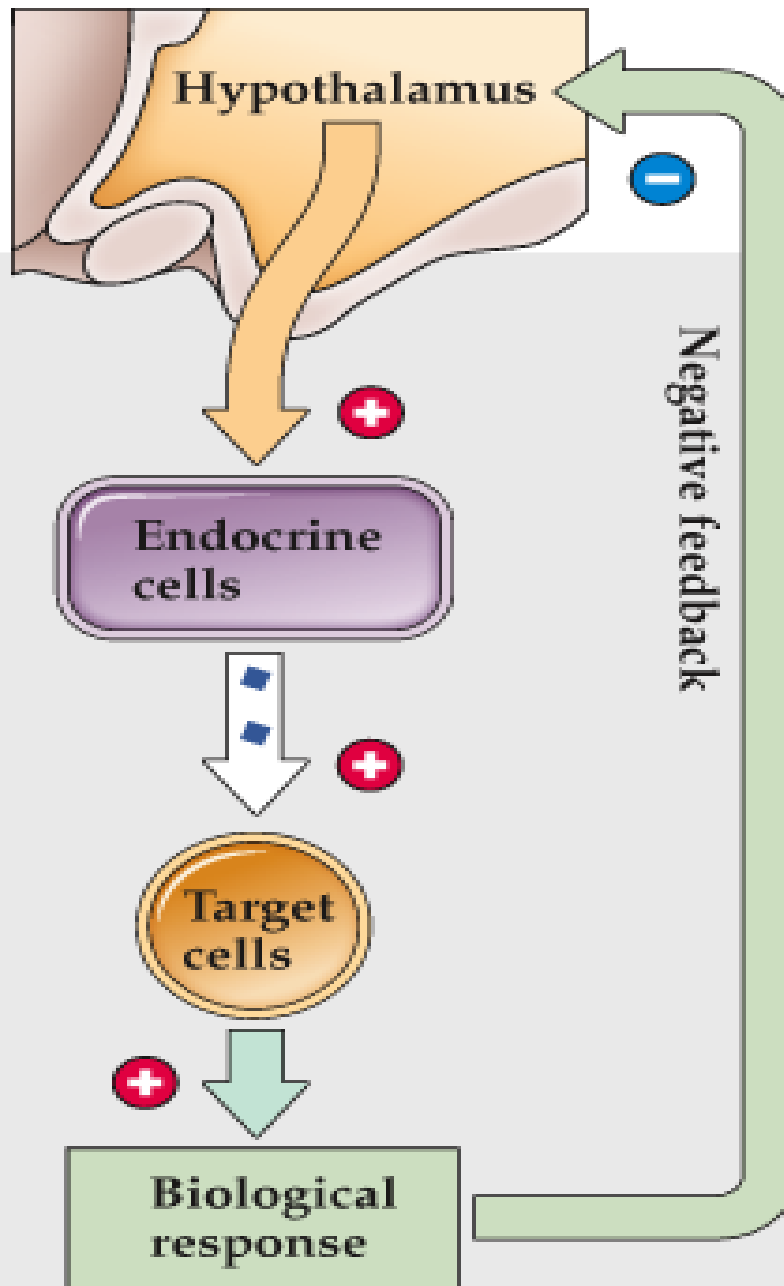 Hypothalamus
−
Negative feedback
+
Endocrine
cells
+
Target
cells
+
Biological
response